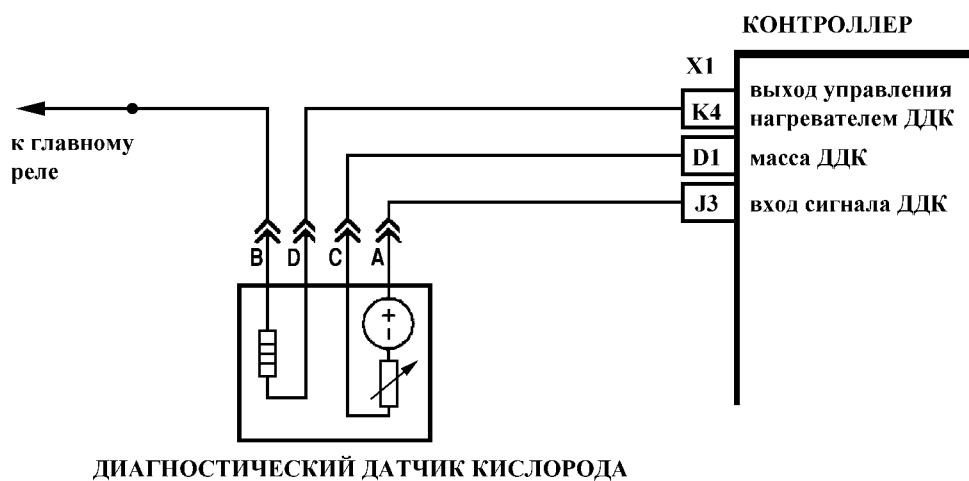 КОНТРОЛЛЕР
X1
K4
выход управления
нагревателем ДДК
к главному
реле
D1
масса ДДК
J3
вход сигнала ДДК
B D C A
+
-
ДИАГНОСТИЧЕСКИЙ ДАТЧИК КИСЛОРОДА